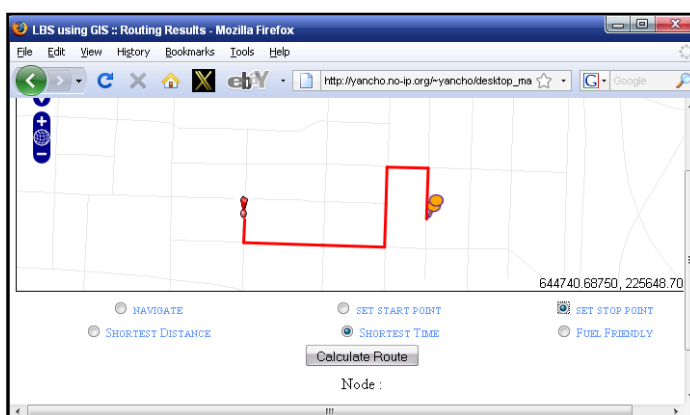 LBS using GIS :: Routing Results - Mozilla Firefox
File Edit View History Bookmarks Tools Help
X ebY http://yancho.no-ip.org/~yancho/desktop_ma G Google
644740.68750, 225648.70
NAVIGATE SET START POINT SET STOP POINT
SHORTEST DISTANCE SHORTEST TIME FUEL FRIENDLY
Calculate Route
Node :